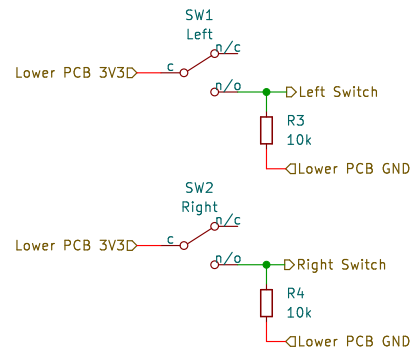 SW1
Left
n/c
Lower PCB 3V3
c
n/o
Left Switch
R3
10k
Lower PCB GND
SW2
Right
n/c
Lower PCB 3V3
c
n/o
Right Switch
R4
10k
Lower PCB GND